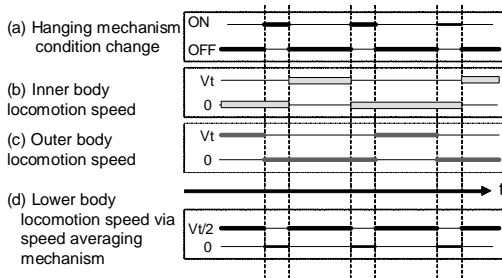 (a) Hanging mechanism
condition change
ON
OFF
(b) Inner body
locomotion speed
Vt
0
(c) Outer body
locomotion speed
Vt
0
t
(d) Lower body
locomotion speed via
speed averaging
mechanism
Vt/2
0